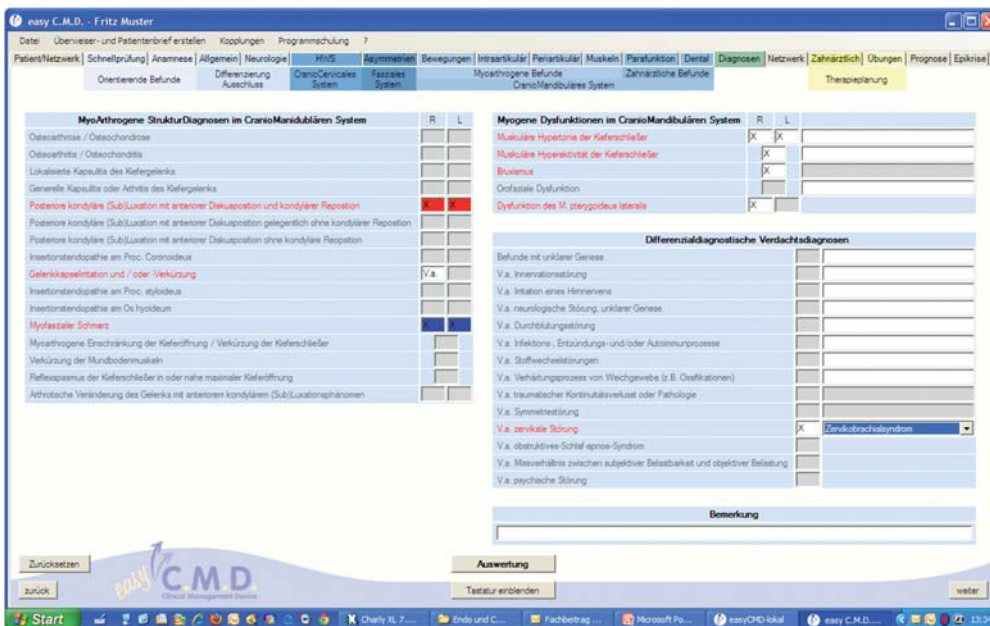 easy C.M.D. - Fritz Muster
Datei Überweiser- und Patientenbrief erstellen Kopplungen Programmschulung ?
Patient/Netzwerk Schnellprüfung Anamnese Allgemein Neurologie HWS Asymmetrien Bewegungen Intraartikulär Periartikulär Muskeln Parafunktion Dental Diagnosen Netzwerk Zahnärztlich Übungen Prognose Epikrise
Orientierende Befunde
Differenzierung Ausschluss
CranioCervicales System
Fasziales System
Myoarthrogene Befunde
Zahnärztliche Befunde
CranioMandibuläres System
Therapieplanung
MyoArthrogene StrukturDiagnosen im CranioManidublären System R L
Osteoarthrose / Osteochondrose
Osteoarthritis / Osteochondritis
Lokalisierte Kapsulitis des Kiefergelenks
Generelle Kapsulitis oder Arthritis des Kiefergelenks
Posteriore kondyläre (Sub)Luxation mit anteriorer Diskusposition und kondylärer Reposition X X
Posteriore kondyläre (Sub)Luxation mit anteriorer Diskusposition gelegentlich ohne kondylärer Reposition
Posteriore kondyläre (Sub)Luxation mit anteriorer Diskusposition ohne kondyläre Reopsition
Insertionstendopathie am Proc. Coronoideus
Gelenkkapselirritation und / oder -Verkürzung V.a.
Insertionstendopathie am Proc. styloideus
Insertionstendopathie am Os hyoideum
Myofaszialer Schmerz X X
Myoarthrogene Einschränkung der Kieferöffnung / Verkürzung der Kieferschließer
Verkürzung der Mundbodenmuskeln
Reflexspasmus der Kieferschließer in oder nahe maximaler Kieferöffnung
Arthrotische Veränderung des Gelenks mit anteriorem kondylärem (Sub)Luxationsphänomen
Myogene Dysfunktionen im CranioMandibulären System R L
Muskuläre Hypertonie der Kieferschließer X X
Muskuläre Hyperaktivität der Kieferschließer X
Bruxismus X
Orofaziale Dysfunktion
Dysfunktion des M. pterygoideus lateralis X
Differenzialdiagnostische Verdachtsdiagnosen
Befunde mit unklarer Genese
V.a. Innervationsstörung
V.a. Irritation eines Hirnnervens
V.a. neurologische Störung, unklarer Genese
V.a. Durchblutungsstörung
V.a. Infektions-, Entzündungs- und/oder Autoimmunprozesse
V.a. Stoffwechselstörungen
V.a. Verhärtungsprozess von Weichgewebe (z.B. Ossifikationen)
V.a. traumatischer Kontinuitätsverlust oder Pathologie
V.a. Symmetriestörung
V.a. zervikale Störung X Zervikobrachialsyndrom
V.a. obstruktives-Schlaf-apnoe-Syndrom
V.a. Missverhältnis zwischen subjektiver Belastbarkeit und objektiver Belastung
V.a. psychische Störung
Bemerkung
Zurücksetzen
Auswertung
easy C.M.D.
Clinical Management Device
zurück
Tastatur einblenden
weiter
Start Charly XL 7.... Endo und C... Fachbeitrag ... Microsoft Po... easyCMD-lokal easy C.M.D....